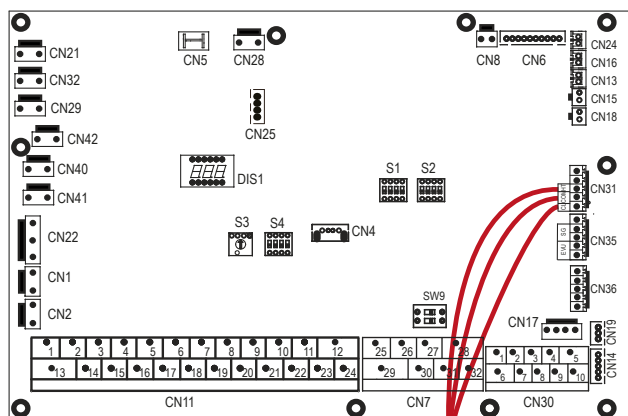 CN21
CN5
CN28
CN8
CN6
CN24
CN16
CN13
CN15
CN18
CN32
CN29
CN25
CN42
CN40
CN41
DIS1
S1
S2
CN31
CN22
S3
S4
CN4
SG
EVU
CN35
CN1
CN36
CN2
SW9
CN17
CN19
CN14
1 2 3 4 5 6 7 8 9 10 11 12
13 14 15 16 17 18 19 20 21 22 23 24
25 26 27 28
29 30 31 32
1 2 3 4 5
6 7 8 9 10
CN11
CN7
CN30